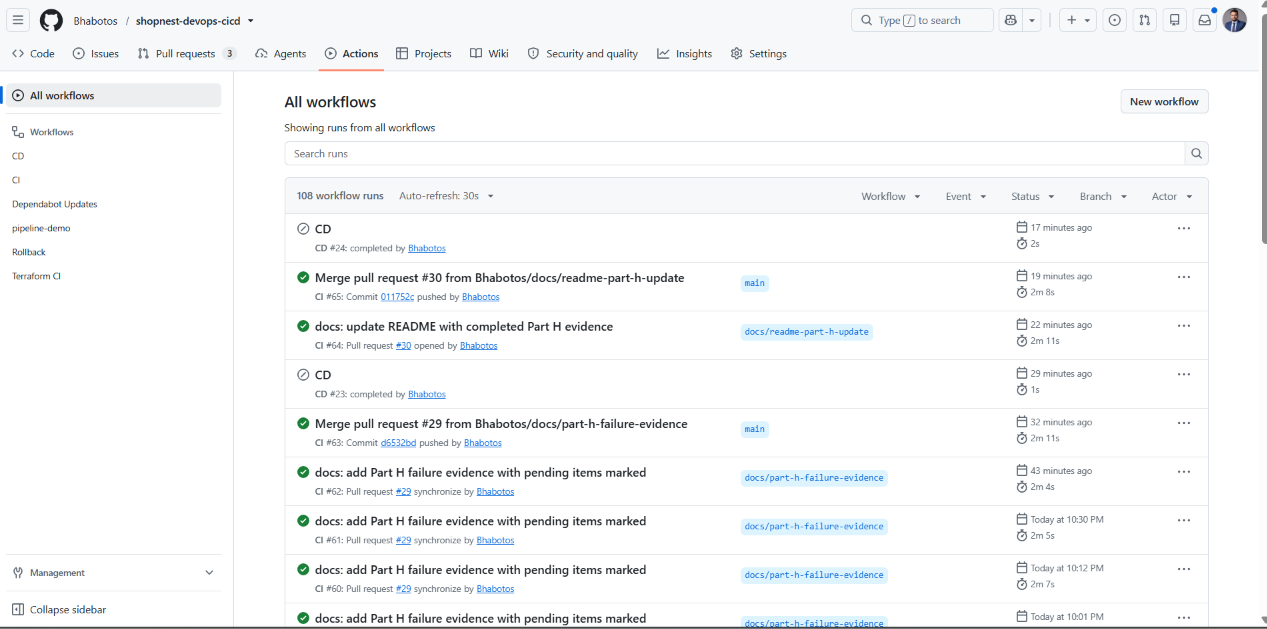 Bhabotos / shopnest-devops-cicd
Type / to search
Code
Issues
Pull requests 3
Agents
Actions
Projects
Wiki
Security and quality
Insights
Settings
All workflows
Workflows
CD
CI
Dependabot Updates
pipeline-demo
Rollback
Terraform CI
Management
Collapse sidebar
All workflows
New workflow
Showing runs from all workflows
Search runs
108 workflow runs Auto-refresh: 30s Workflow Event Status Branch Actor
CD 17 minutes ago
CD #24: completed by Bhabotos 2s
Merge pull request #30 from Bhabotos/docs/readme-part-h-update main 19 minutes ago
CI #65: Commit 011752c pushed by Bhabotos 2m 8s
docs: update README with completed Part H evidence docs/readme-part-h-update 22 minutes ago
CI #64: Pull request #30 opened by Bhabotos 2m 11s
CD 29 minutes ago
CD #23: completed by Bhabotos 1s
Merge pull request #29 from Bhabotos/docs/part-h-failure-evidence main 32 minutes ago
CI #63: Commit d6532bd pushed by Bhabotos 2m 11s
docs: add Part H failure evidence with pending items marked docs/part-h-failure-evidence 43 minutes ago
CI #62: Pull request #29 synchronize by Bhabotos 2m 4s
docs: add Part H failure evidence with pending items marked docs/part-h-failure-evidence Today at 10:30 PM
CI #61: Pull request #29 synchronize by Bhabotos 2m 5s
docs: add Part H failure evidence with pending items marked docs/part-h-failure-evidence Today at 10:12 PM
CI #60: Pull request #29 synchronize by Bhabotos 2m 7s
docs: add Part H failure evidence with pending items marked docs/part-h-failure-evidence Today at 10:01 PM